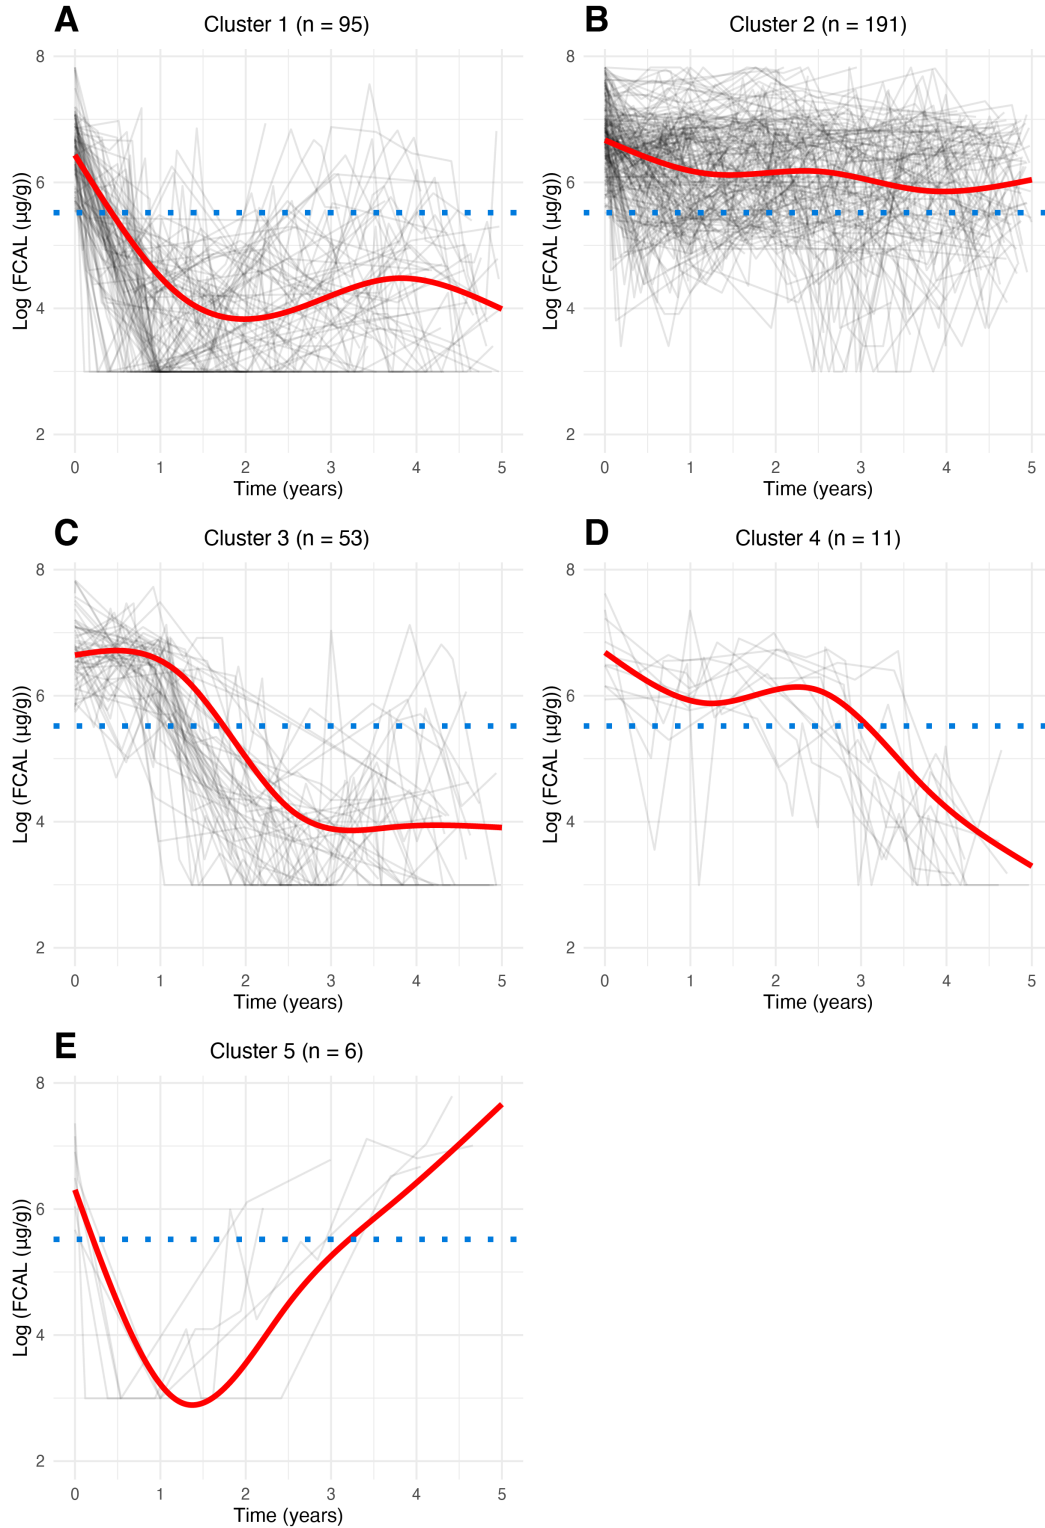 A
Cluster 1 (n = 95)
8
6
4
2
Log (FCAL (μg/g))
0 1 2 3 4 5
Time (years)
B
Cluster 2 (n = 191)
8
6
4
2
Log (FCAL (μg/g))
0 1 2 3 4 5
Time (years)
C
Cluster 3 (n = 53)
8
6
4
2
Log (FCAL (μg/g))
0 1 2 3 4 5
Time (years)
D
Cluster 4 (n = 11)
8
6
4
2
Log (FCAL (μg/g))
0 1 2 3 4 5
Time (years)
E
Cluster 5 (n = 6)
8
6
4
2
Log (FCAL (μg/g))
0 1 2 3 4 5
Time (years)